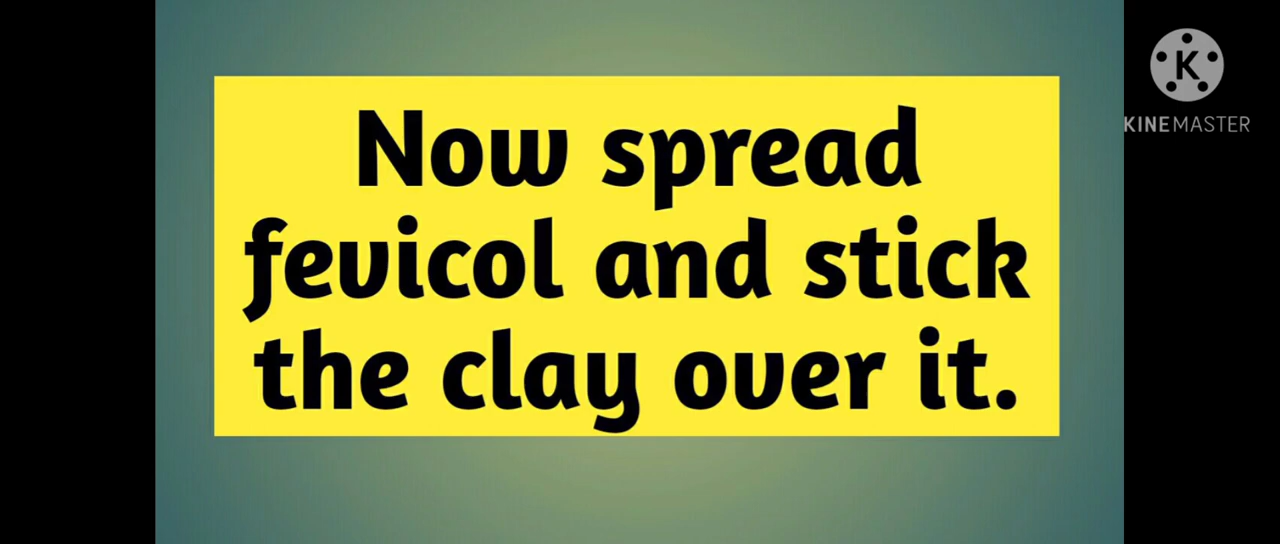 Now spread
fevicol and stick
the clay over it.
K
KINEMASTER